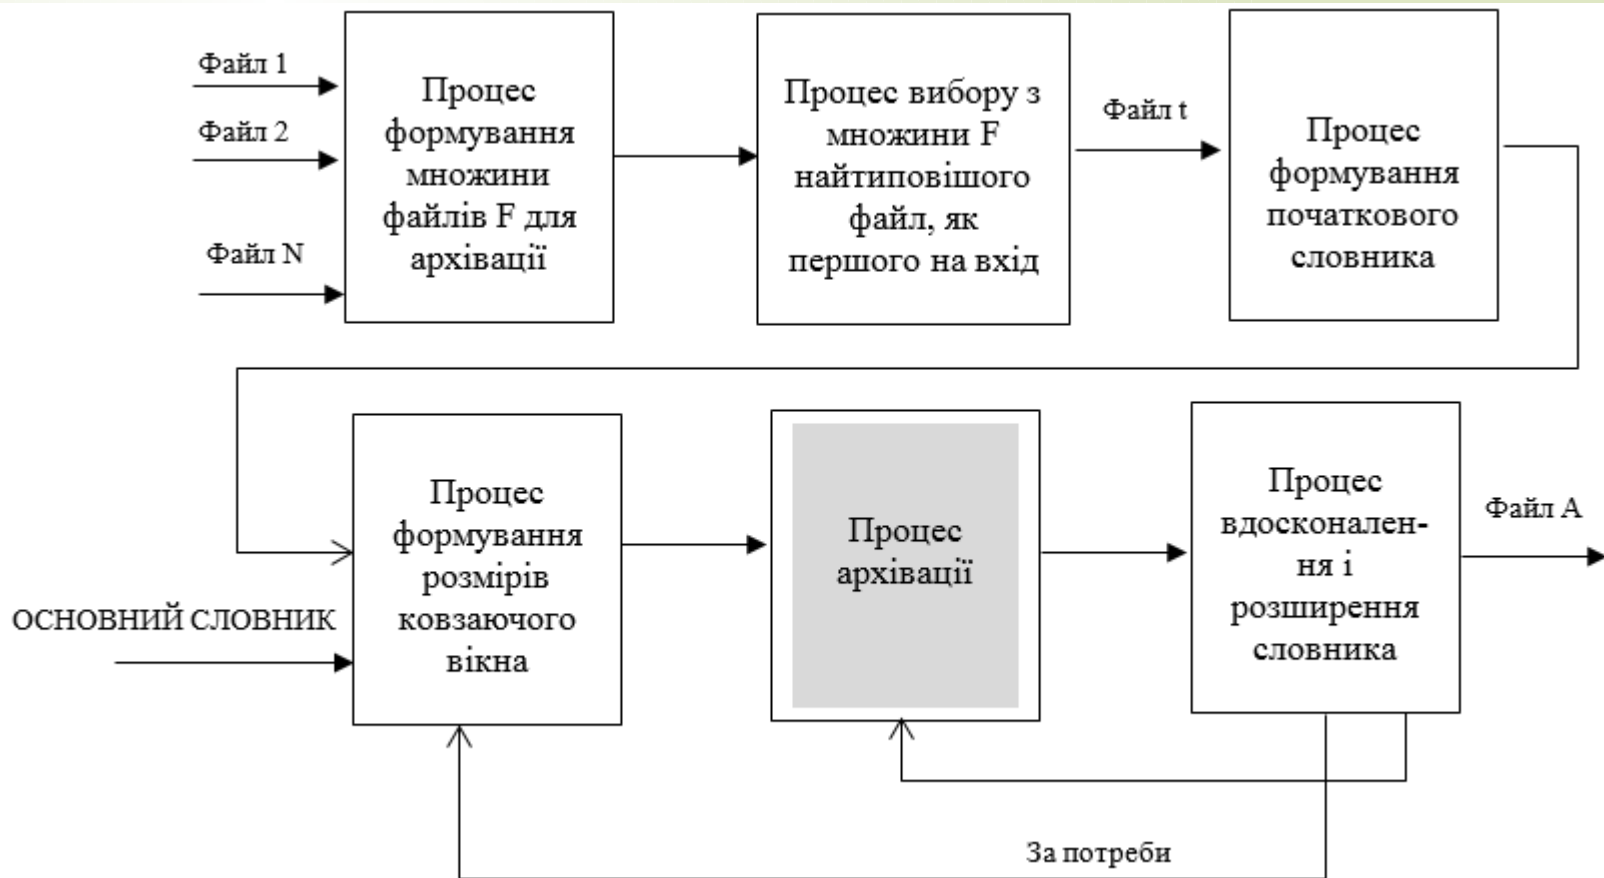 Файл 1
Файл 2
Файл N
Процес
формування
множини
файлів F для
архівації
Процес вибору з
множини F
найтиповішого
файл, як
першого на вхід
Файл t
Процес
формування
початкового
словника
ОСНОВНИЙ СЛОВНИК
Процес
формування
розмірів
ковзаючого
вікна
Процес
архівації
Процес
вдосконален-
ня і
розширення
словника
Файл A
За потреби